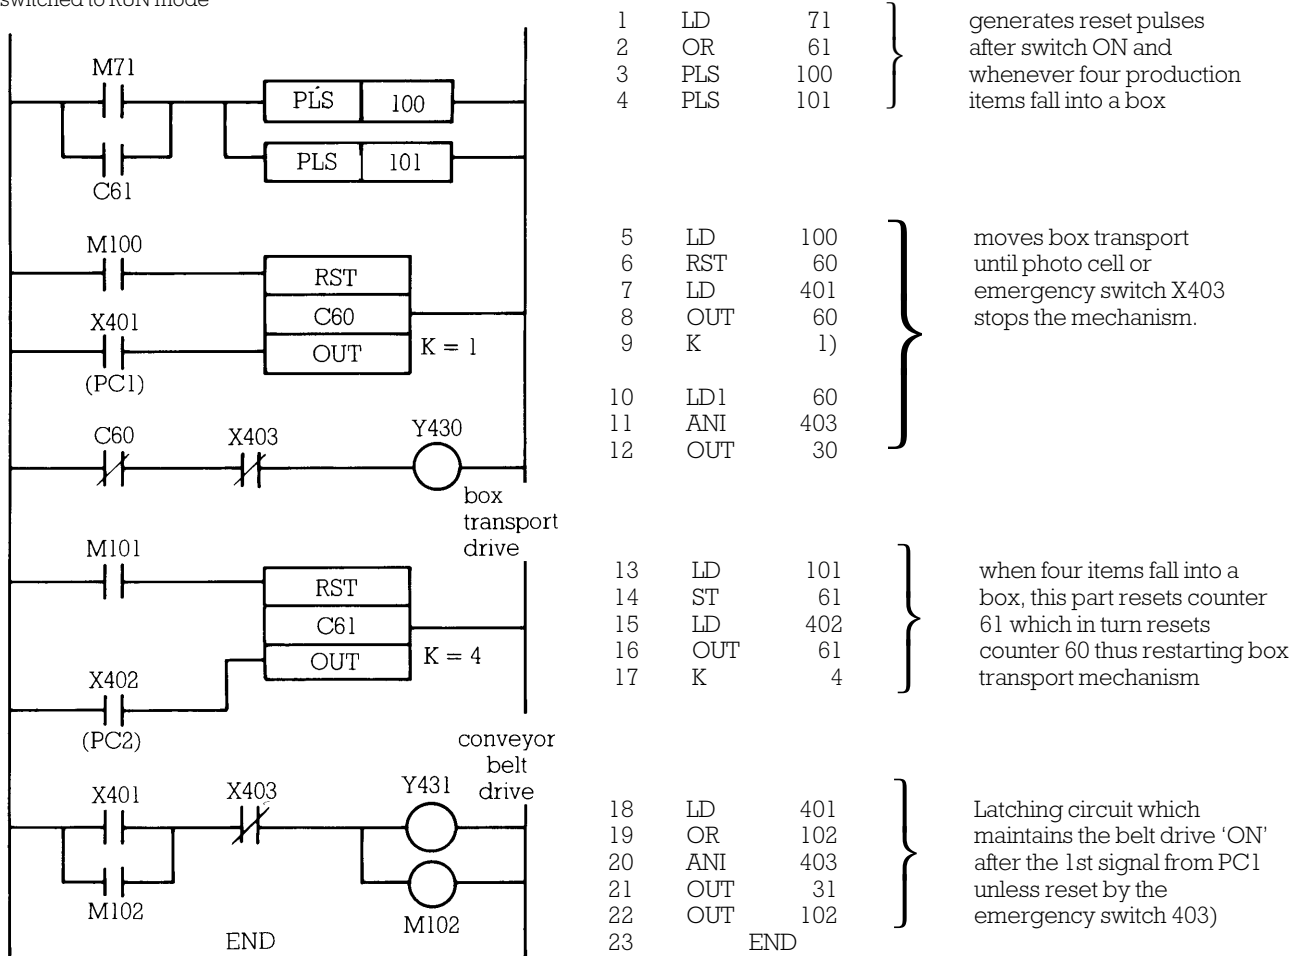 switched to RUN mode
M71
PLS 100
PLS 101
C61
M100
RST
C60
OUT
K = 1
X401
(PC1)
C60
X403
Y430
box
transport
drive
M101
RST
C61
OUT
K = 4
X402
(PC2)
conveyor
belt
drive
X401
X403
Y431
M102
M102
END
1 LD 71
2 OR 61
3 PLS 100
4 PLS 101
generates reset pulses
after switch ON and
whenever four production
items fall into a box
5 LD 100
6 RST 60
7 LD 401
8 OUT 60
9 K 1)
10 LD1 60
11 ANI 403
12 OUT 30
moves box transport
until photo cell or
emergency switch X403
stops the mechanism.
13 LD 101
14 ST 61
15 LD 402
16 OUT 61
17 K 4
when four items fall into a
box, this part resets counter
61 which in turn resets
counter 60 thus restarting box
transport mechanism
18 LD 401
19 OR 102
20 ANI 403
21 OUT 31
22 OUT 102
23 END
Latching circuit which
maintains the belt drive ‘ON’
after the 1st signal from PC1
unless reset by the
emergency switch 403)